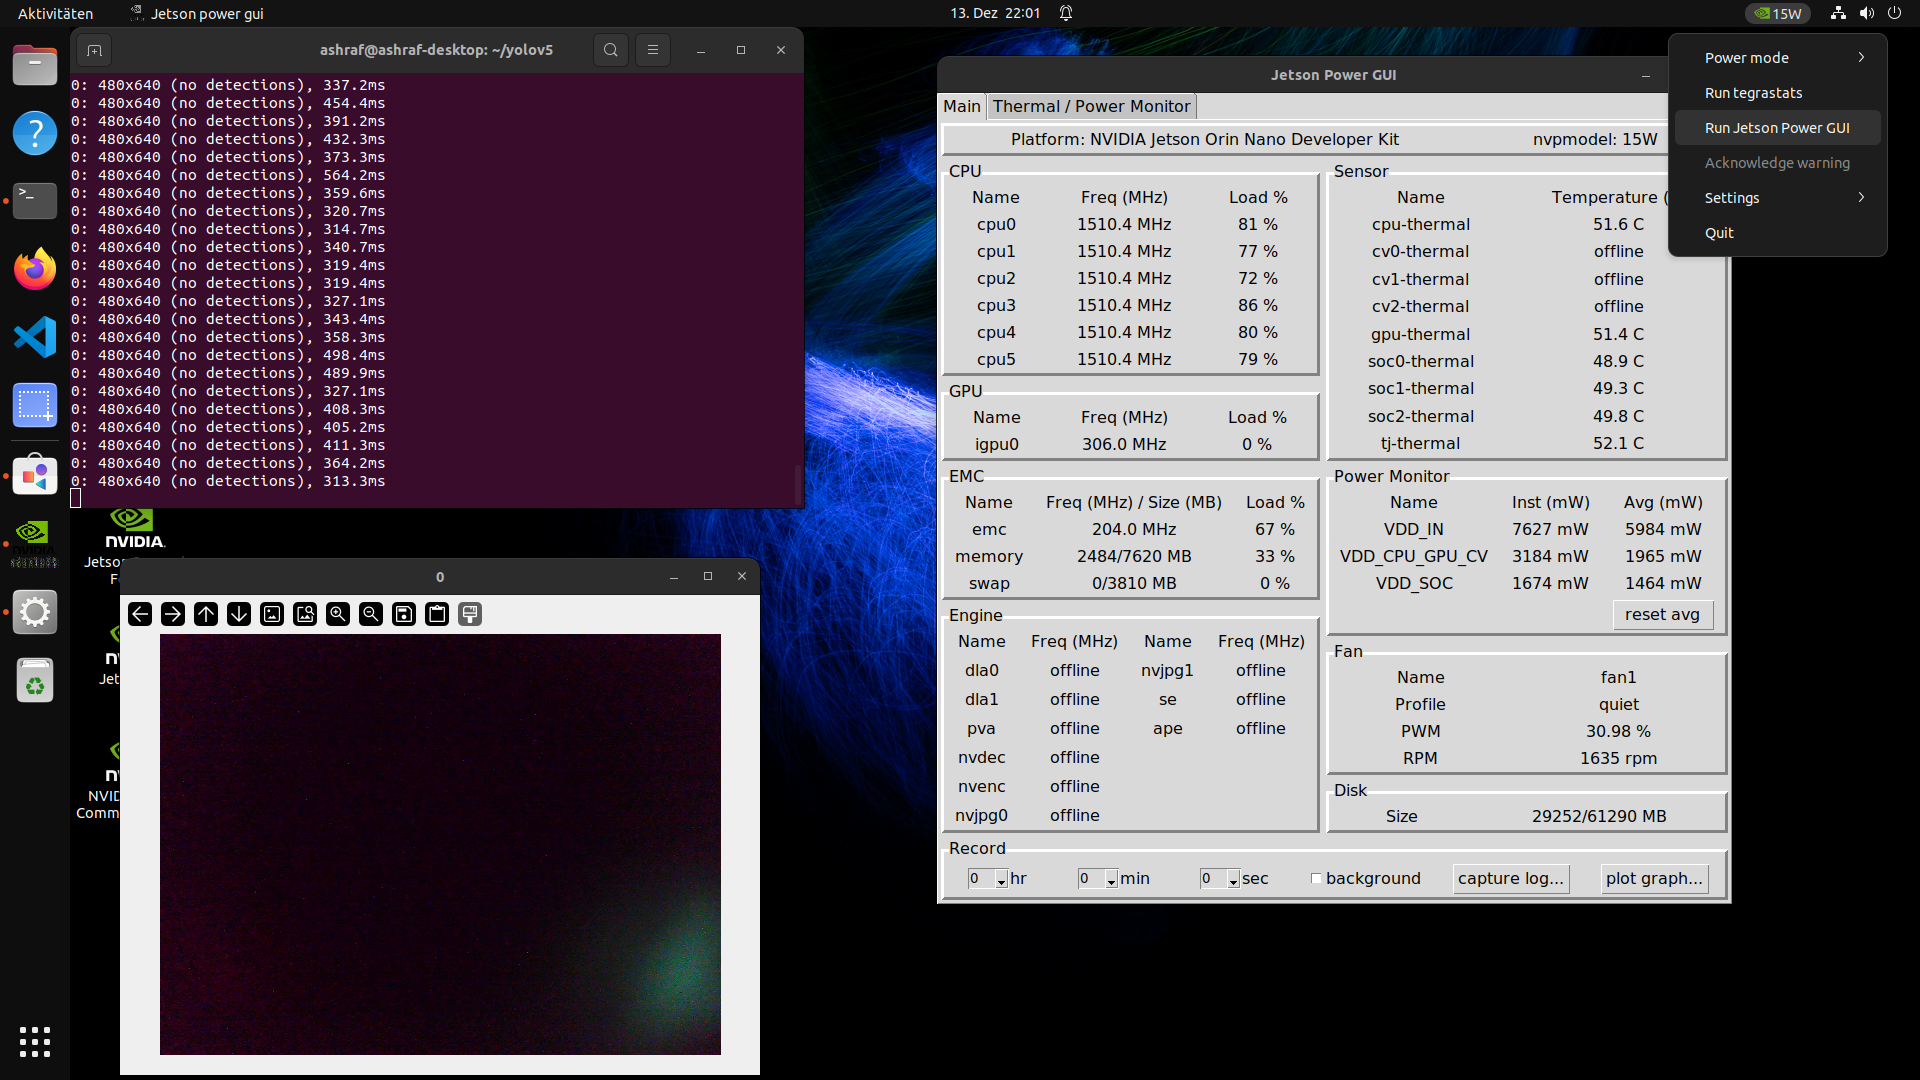 Aktivitäten
Jetson power gui
13. Dez 22:01
15W
ashraf@ashraf-desktop: ~/yolov5
0: 480x640 (no detections), 337.2ms
0: 480x640 (no detections), 454.4ms
0: 480x640 (no detections), 391.2ms
0: 480x640 (no detections), 432.3ms
0: 480x640 (no detections), 373.3ms
0: 480x640 (no detections), 564.2ms
0: 480x640 (no detections), 359.6ms
0: 480x640 (no detections), 320.7ms
0: 480x640 (no detections), 314.7ms
0: 480x640 (no detections), 340.7ms
0: 480x640 (no detections), 319.4ms
0: 480x640 (no detections), 319.4ms
0: 480x640 (no detections), 327.1ms
0: 480x640 (no detections), 343.4ms
0: 480x640 (no detections), 358.3ms
0: 480x640 (no detections), 498.4ms
0: 480x640 (no detections), 489.9ms
0: 480x640 (no detections), 327.1ms
0: 480x640 (no detections), 408.3ms
0: 480x640 (no detections), 405.2ms
0: 480x640 (no detections), 411.3ms
0: 480x640 (no detections), 364.2ms
0: 480x640 (no detections), 313.3ms
NVIDIA.
0
Jetson Power GUI
Main
Thermal / Power Monitor
Platform: NVIDIA Jetson Orin Nano Developer Kit nvpmodel: 15W
CPU
Name Freq (MHz) Load %
cpu0 1510.4 MHz 81 %
cpu1 1510.4 MHz 77 %
cpu2 1510.4 MHz 72 %
cpu3 1510.4 MHz 86 %
cpu4 1510.4 MHz 80 %
cpu5 1510.4 MHz 79 %
GPU
Name Freq (MHz) Load %
igpu0 306.0 MHz 0 %
EMC
Name Freq (MHz) / Size (MB) Load %
emc 204.0 MHz 67 %
memory 2484/7620 MB 33 %
swap 0/3810 MB 0 %
Engine
Name Freq (MHz) Name Freq (MHz)
dla0 offline nvjpg1 offline
dla1 offline se offline
pva offline ape offline
nvdec offline
nvenc offline
nvjpg0 offline
Sensor
Name Temperature (
cpu-thermal 51.6 C
cv0-thermal offline
cv1-thermal offline
cv2-thermal offline
gpu-thermal 51.4 C
soc0-thermal 48.9 C
soc1-thermal 49.3 C
soc2-thermal 49.8 C
tj-thermal 52.1 C
Power Monitor
Name Inst (mW) Avg (mW)
VDD_IN 7627 mW 5984 mW
VDD_CPU_GPU_CV 3184 mW 1965 mW
VDD_SOC 1674 mW 1464 mW
reset avg
Fan
Name fan1
Profile quiet
PWM 30.98 %
RPM 1635 rpm
Disk
Size 29252/61290 MB
Record
0 hr 0 min 0 sec background capture log... plot graph...
Power mode
Run tegrastats
Run Jetson Power GUI
Acknowledge warning
Settings
Quit